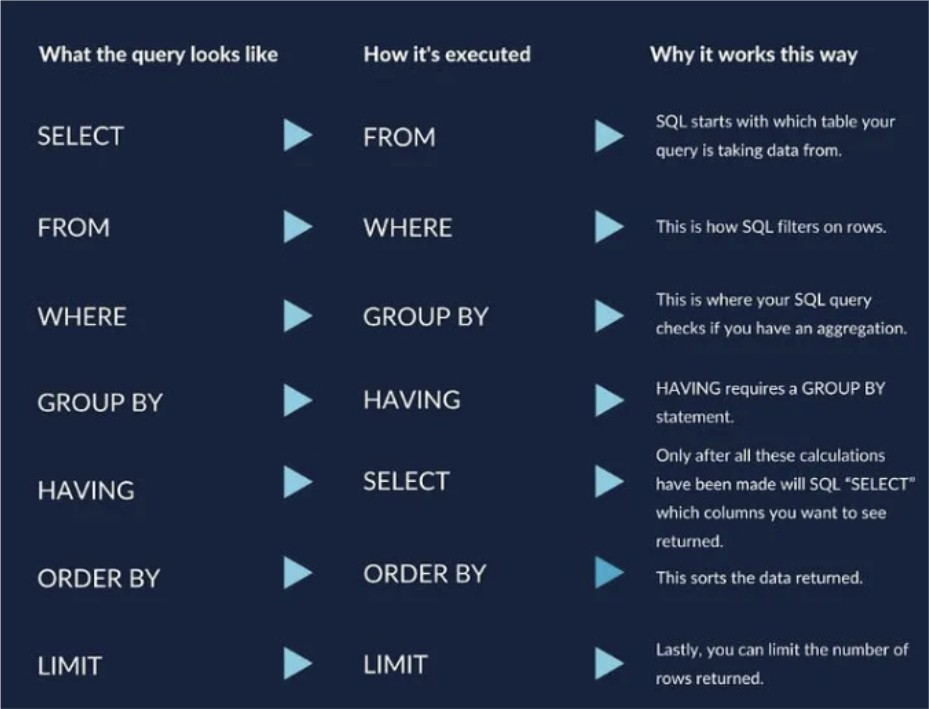 What the query looks like How it's executed Why it works this way
SELECT FROM SQL starts with which table your
query is taking data from.
FROM WHERE This is how SQL filters on rows.
WHERE GROUP BY This is where your SQL query
checks if you have an aggregation.
GROUP BY HAVING HAVING requires a GROUP BY
statement.
HAVING SELECT Only after all these calculations
have been made will SQL “SELECT”
which columns you want to see
returned.
ORDER BY ORDER BY This sorts the data returned.
LIMIT LIMIT Lastly, you can limit the number of
rows returned.